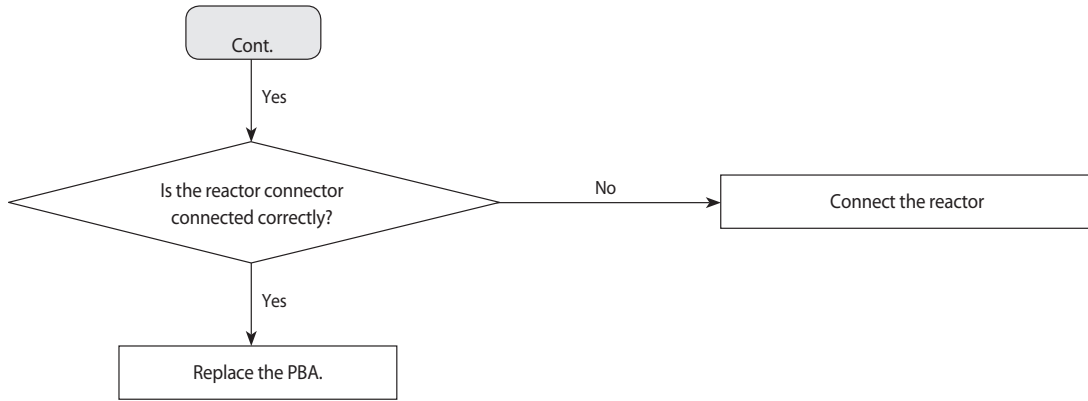 Cont.
Yes
Is the reactor connector
connected correctly?
No
Connect the reactor
Yes
Replace the PBA.